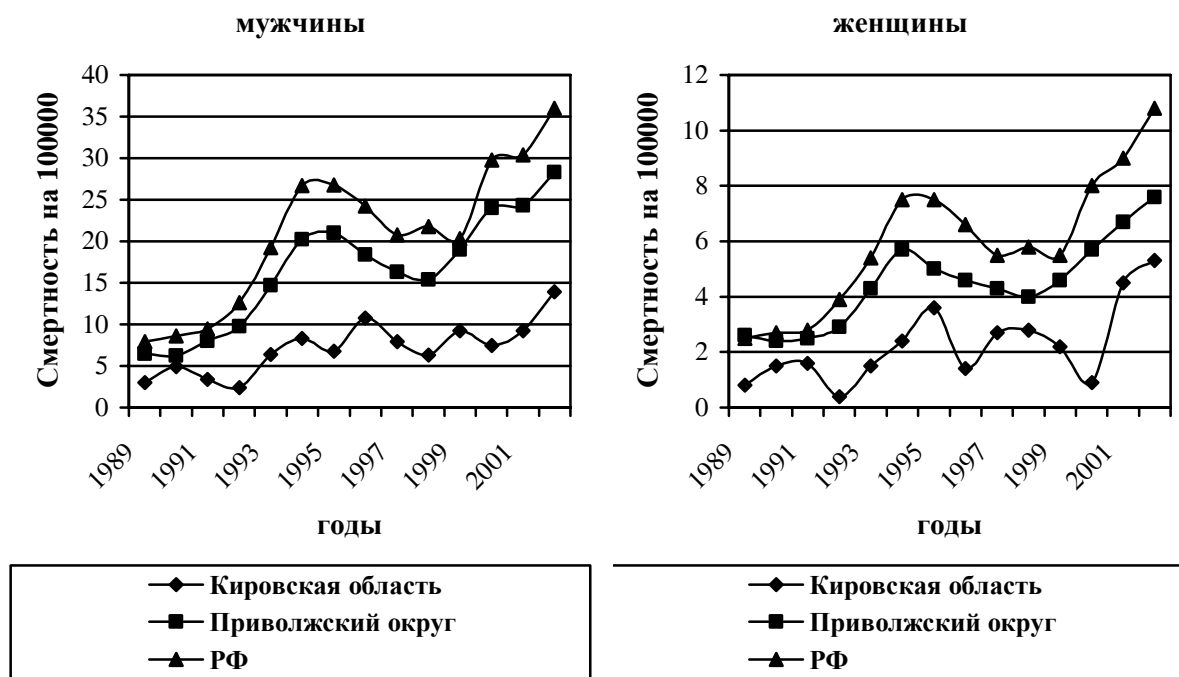 мужчины
Смертность на 100000
40
35
30
25
20
15
10
5
0
1989
1991
1993
1995
1997
1999
2001
годы
Кировская область
Приволжский округ
РФ
женщины
Смертность на 100000
12
10
8
6
4
2
0
1989
1991
1993
1995
1997
1999
2001
годы
Кировская область
Приволжский округ
РФ